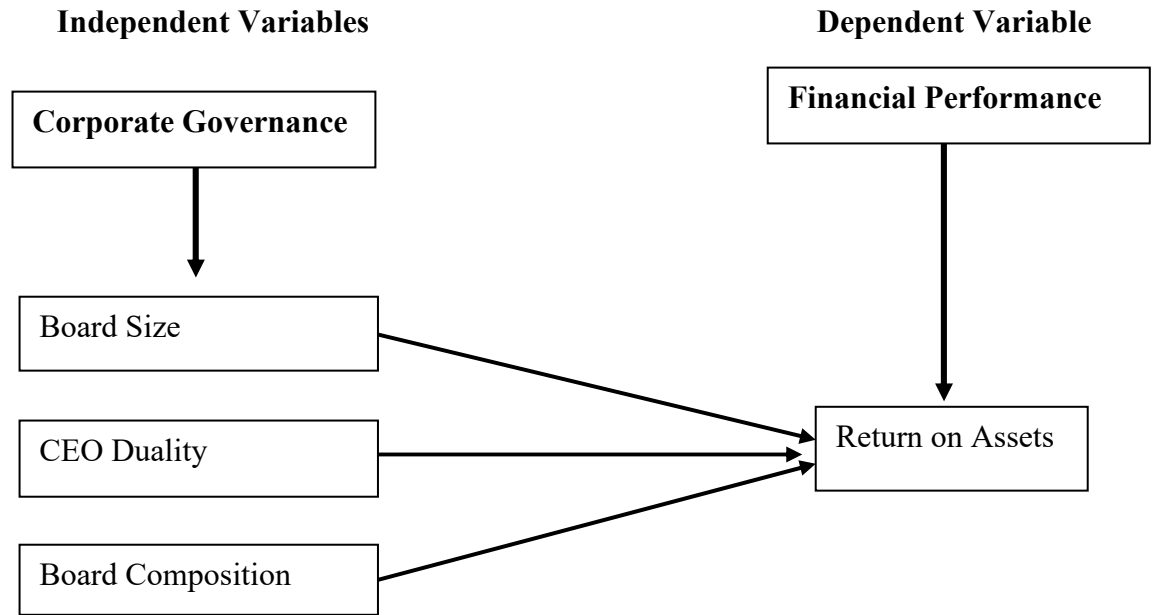 Independent Variables
Dependent Variable
Corporate Governance
Financial Performance
Board Size
CEO Duality
Return on Assets
Board Composition